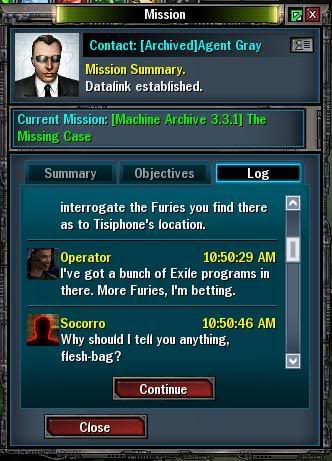 Mission
Contact: [Archived]Agent Gray
Mission Summary.
Datalink established.
Current Mission: [Machine Archive 3.3.1] The
Missing Case
Summary
Objectives
Log
interrogate the Furies you find there
as to Tisiphone's location.
Operator 10:50:29 AM
I've got a bunch of Exile programs in
there. More Furies, I'm betting.
Socorro 10:50:46 AM
Why should I tell you anything,
flesh-bag?
Continue
Close